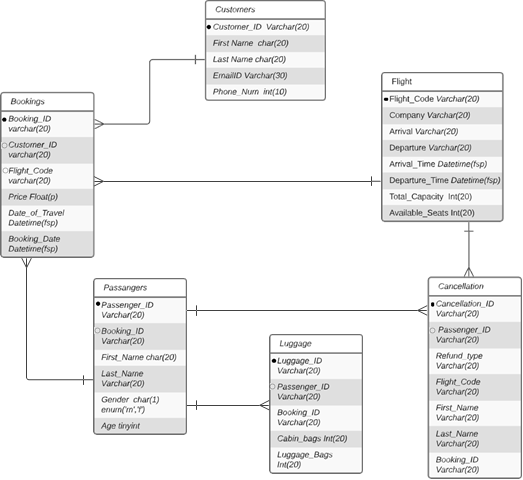 Customers
Customer_ID Varchar(20)
First Name char(20)
Last Name char(20)
EmailID Varchar(30)
Phone_Num int(10)
Bookings
Booking_ID
varchar(20)
Customer_ID
varchar(20)
Flight_Code
varchar(20)
Price Float(p)
Date_of_Travel
Datetime(fsp)
Booking_Date
Datetime(fsp)
Flight
Flight_Code Varchar(20)
Company Varchar(20)
Arrival Varchar(20)
Departure Varchar(20)
Arrival_Time Datetime(fsp)
Departure_Time Datetime(fsp)
Total_Capacity Int(20)
Available_Seats Int(20)
Passangers
Passenger_ID
Varchar(20)
Booking_ID
Varchar(20)
First_Name char(20)
Last_Name
Varchar(20)
Gender char(1)
enum('m','f')
Age tinyint
Luggage
Luggage_ID
Varchar(20)
Passenger_ID
Varchar(20)
Booking_ID
Varchar(20)
Cabin_bags Int(20)
Luggage_Bags
Int(20)
Cancellation
Cancellation_ID
Varchar(20)
Passenger_ID
Varchar(20)
Refund_type
Varchar(20)
Flight_Code
Varchar(20)
First_Name
Varchar(20)
Last_Name
Varchar(20)
Booking_ID
Varchar(20)